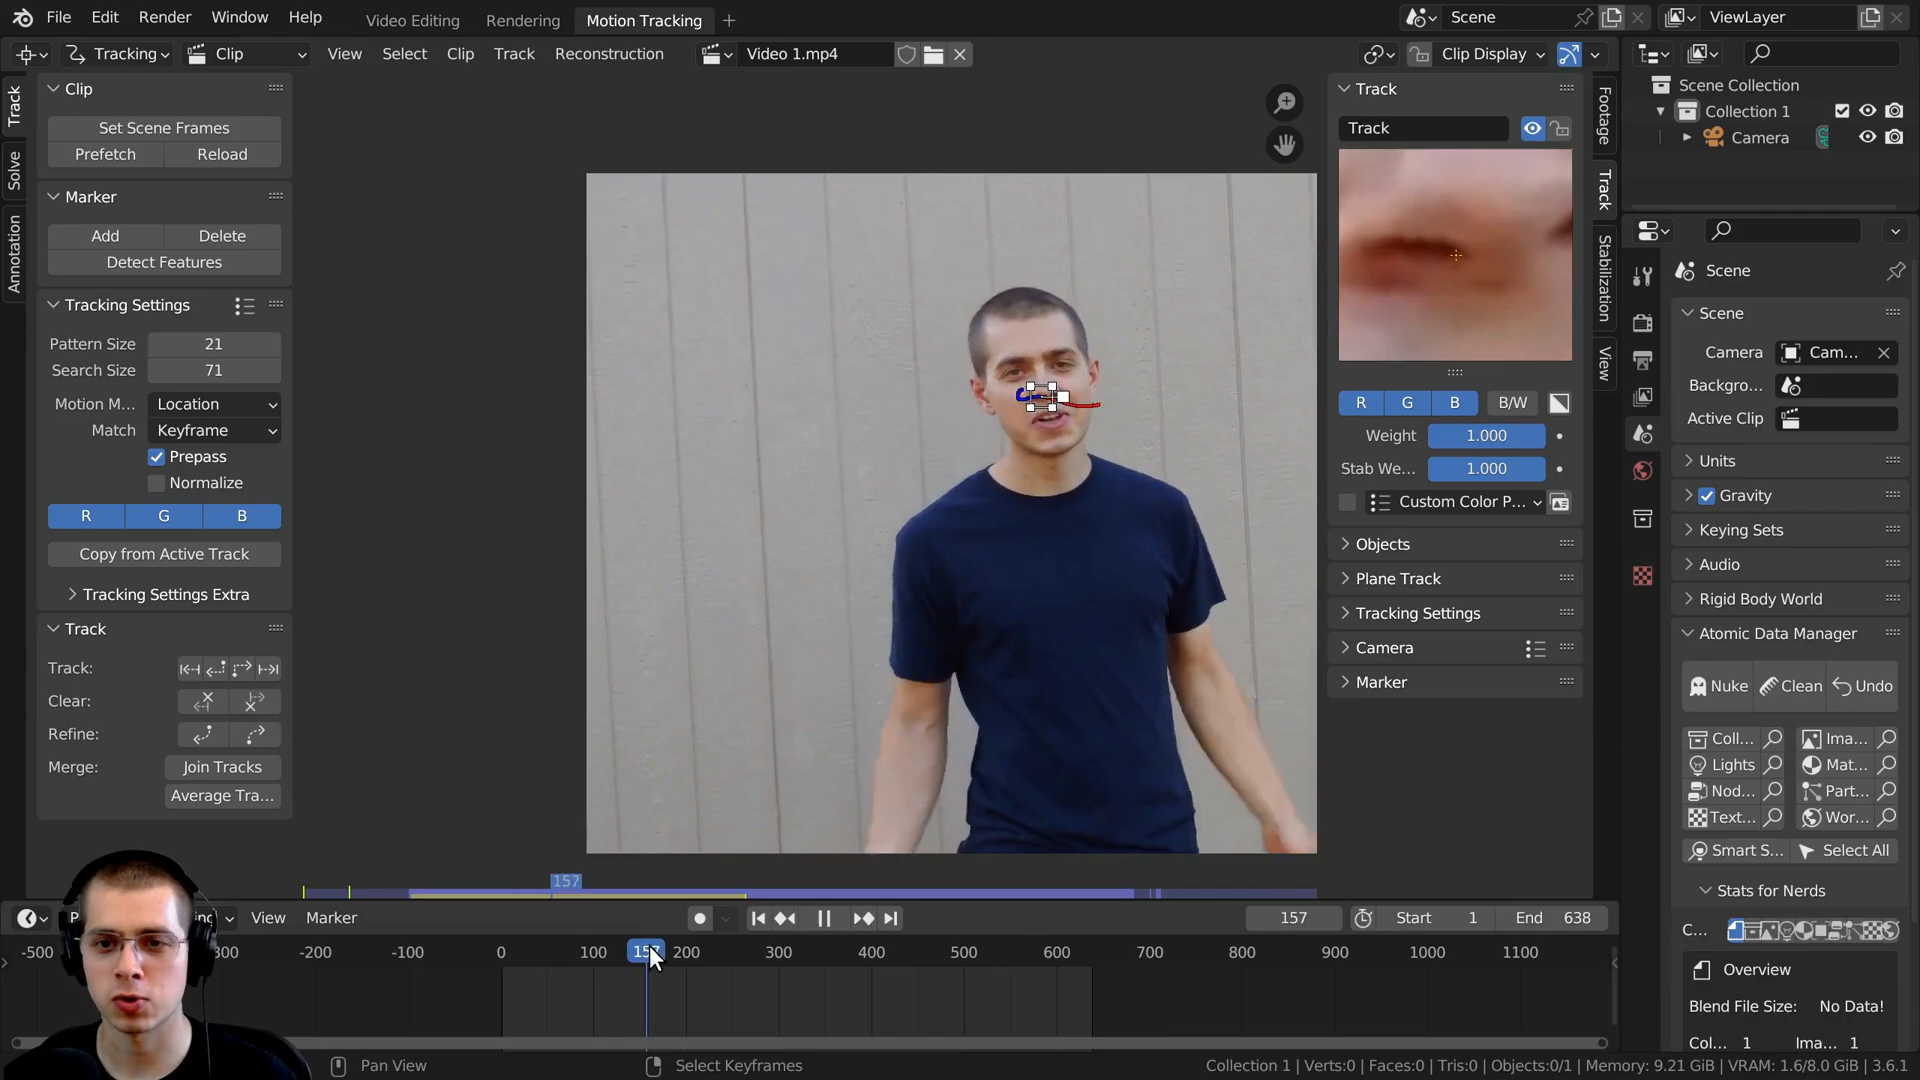 File Edit Render Window Help Video Editing Rendering Motion Tracking Scene ViewLayer
Tracking Clip View Select Clip Track Reconstruction Video 1.mp4 Clip Display
Track
Solve
Annotation
Clip
Set Scene Frames
Prefetch Reload
Marker
Add Delete
Detect Features
Tracking Settings
Pattern Size 21
Search Size 71
Motion M... Location
Match Keyframe
Prepass
Normalize
R G B
Copy from Active Track
Tracking Settings Extra
Track
Track:
Clear:
Refine:
Merge: Join Tracks
Average Tra...
Track
Track
R G B B/W
Weight 1.000
Stab We... 1.000
Custom Color P...
Objects
Plane Track
Tracking Settings
Camera
Marker
Footage
Track
Stabilization
View
Scene Collection
Collection 1
Camera
Scene
Scene
Camera Cam...
Backgro...
Active Clip
Units
Gravity
Keying Sets
Audio
Rigid Body World
Atomic Data Manager
Nuke Clean Undo
Coll... Ima...
Lights Mat...
Nod... Part...
Text... Wor...
Smart S... Select All
Stats for Nerds
C...
Overview
Blend File Size: No Data!
Col... 1 Ima... 1
157
View Marker 157 Start 1 End 638
-500 -200 0 100 157 200 300 400 500 600 700 800 900 1000 1100
Pan View Select Keyframes Collection 1 | Verts:0 | Faces:0 | Tris:0 | Objects:0/1 | Memory: 9.21 GiB | VRAM: 1.6/8.0 GiB | 3.6.1